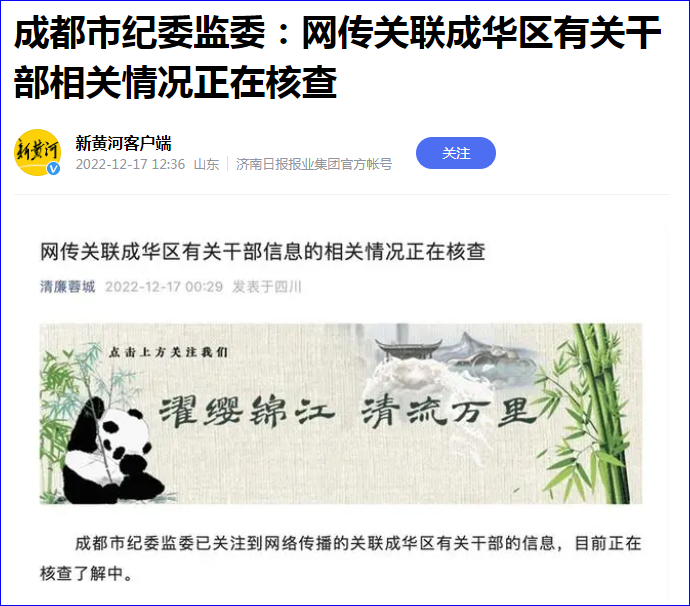 成都市纪委监委：网传关联成华区有关干
部相关情况正在核查
新黄河
新黄河客户端
2022-12-17 12:36 山东 济南日报报业集团官方帐号
关注
网传关联成华区有关干部信息的相关情况正在核查
清廉蓉城 2022-12-17 00:29 发表于四川
点击上方关注我们
濯缨锦江 清流万里
成都市纪委监委已关注到网络传播的关联成华区有关干部的信息，目前正在
核查了解中。